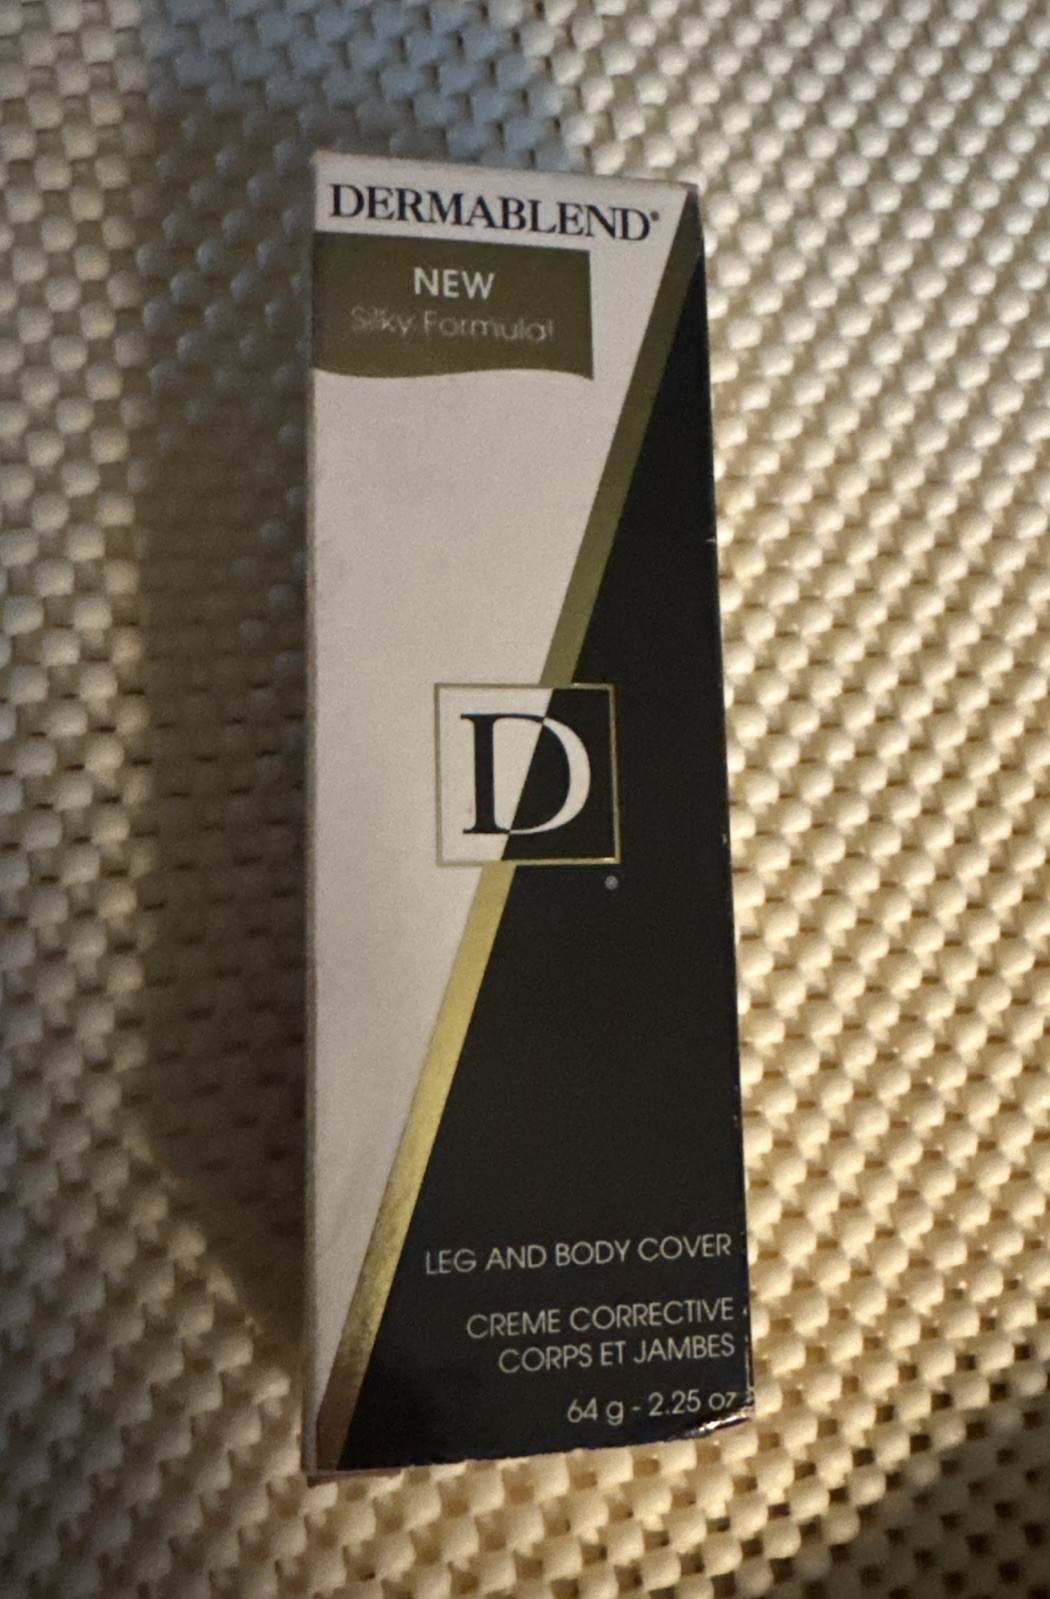 DERMABLEND®
NEW
Silky Formula!
D
®
LEG AND BODY COVER
CREME CORRECTIVE
CORPS ET JAMBES
64 g - 2.25 oz